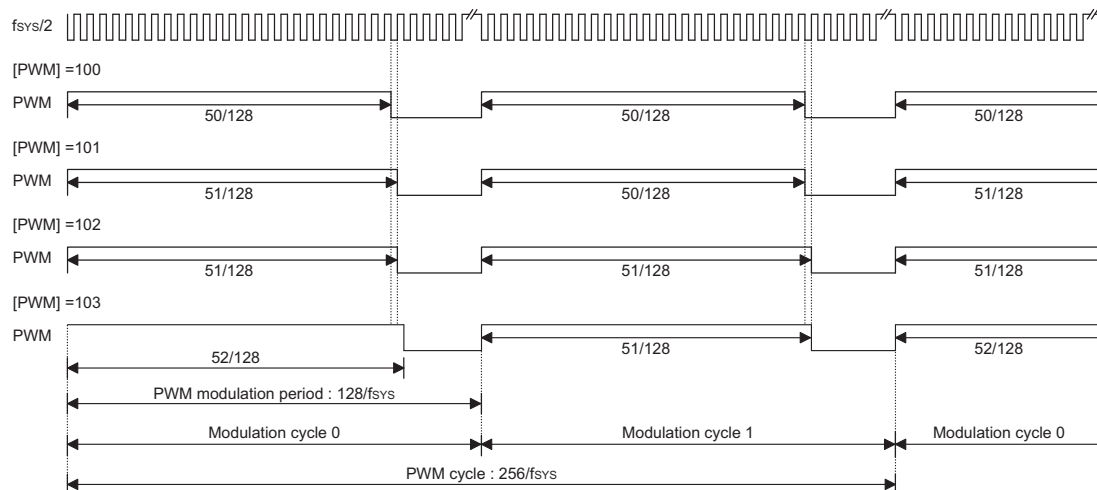 fSYS/2
[PWM] =100
PWM
50/128 50/128 50/128
[PWM] =101
PWM
51/128 50/128 51/128
[PWM] =102
PWM
51/128 51/128 51/128
[PWM] =103
PWM
52/128 51/128 52/128
PWM modulation period : 128/fSYS
Modulation cycle 0 Modulation cycle 1 Modulation cycle 0
PWM cycle : 256/fSYS